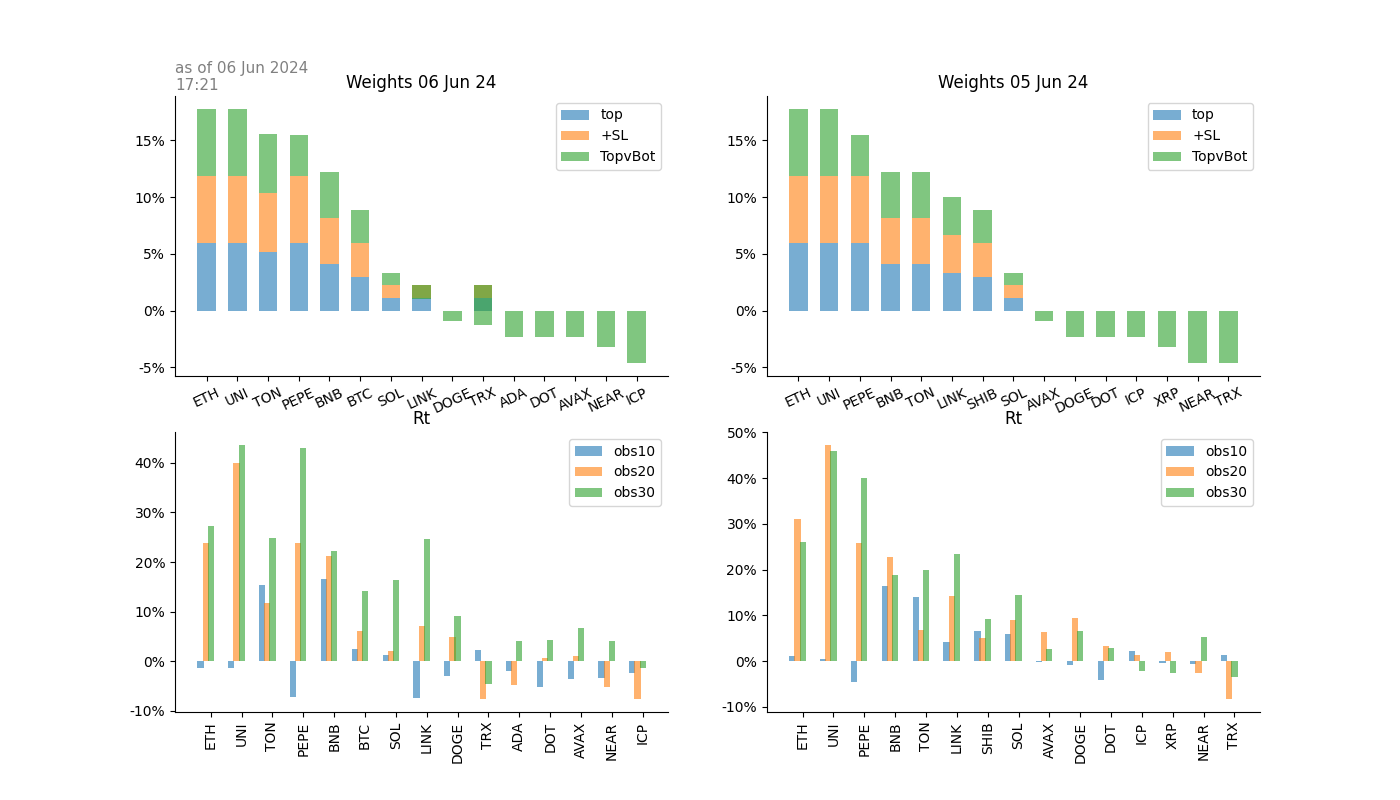 as of 06 Jun 2024
17:21
Weights 06 Jun 24
15%
10%
5%
0%
-5%
top
+SL
TopvBot
ETH UNI TON PEPE BNB BTC SOL LINK DOGE TRX ADA DOT AVAX NEAR ICP
Weights 05 Jun 24
15%
10%
5%
0%
-5%
top
+SL
TopvBot
ETH UNI PEPE BNB TON LINK SHIB SOL AVAX DOGE DOT ICP XRP NEAR TRX
Rt
40%
30%
20%
10%
0%
-10%
obs10
obs20
obs30
ETH UNI TON PEPE BNB BTC SOL LINK DOGE TRX ADA DOT AVAX NEAR ICP
Rt
50%
40%
30%
20%
10%
0%
-10%
obs10
obs20
obs30
ETH UNI PEPE BNB TON LINK SHIB SOL AVAX DOGE DOT ICP XRP NEAR TRX